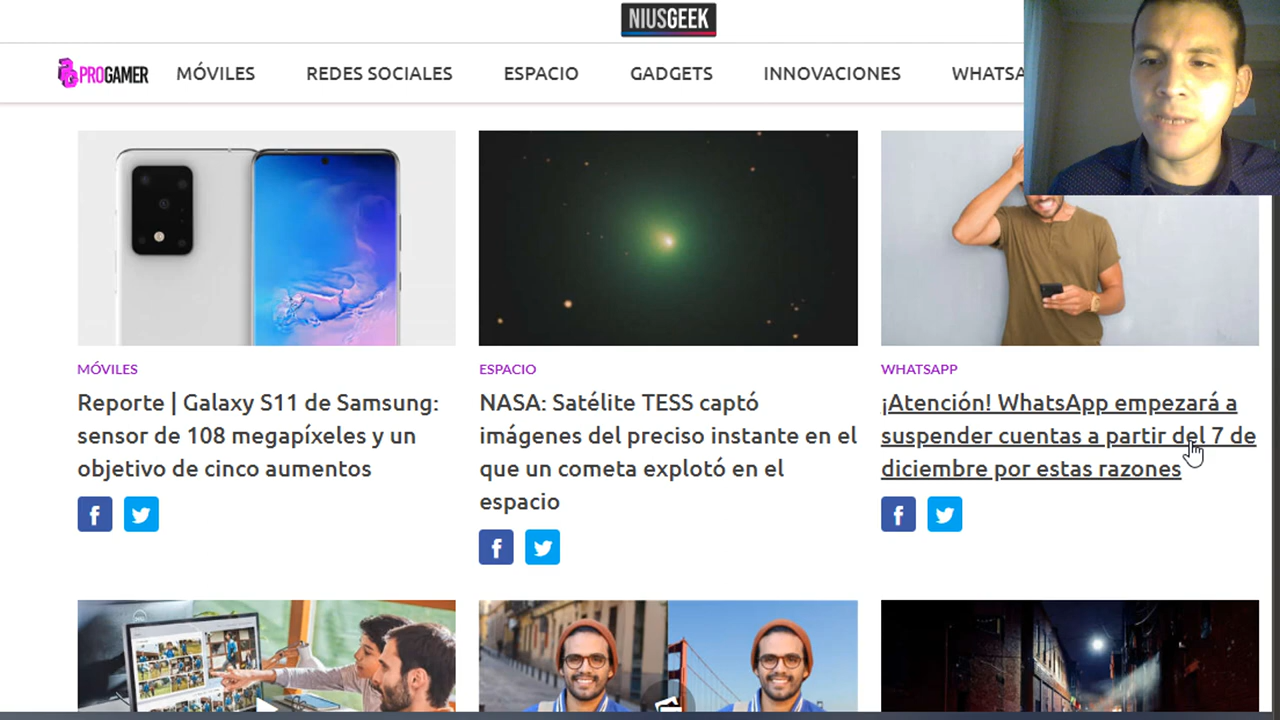 NIUSGEEK
PROGAMER
MÓVILES
REDES SOCIALES
ESPACIO
GADGETS
INNOVACIONES
WHATSA
MÓVILES
Reporte | Galaxy S11 de Samsung:
sensor de 108 megapíxeles y un
objetivo de cinco aumentos
ESPACIO
NASA: Satélite TESS captó
imágenes del preciso instante en el
que un cometa explotó en el
espacio
WHATSAPP
¡Atención! WhatsApp empezará a
suspender cuentas a partir del 7 de
diciembre por estas razones